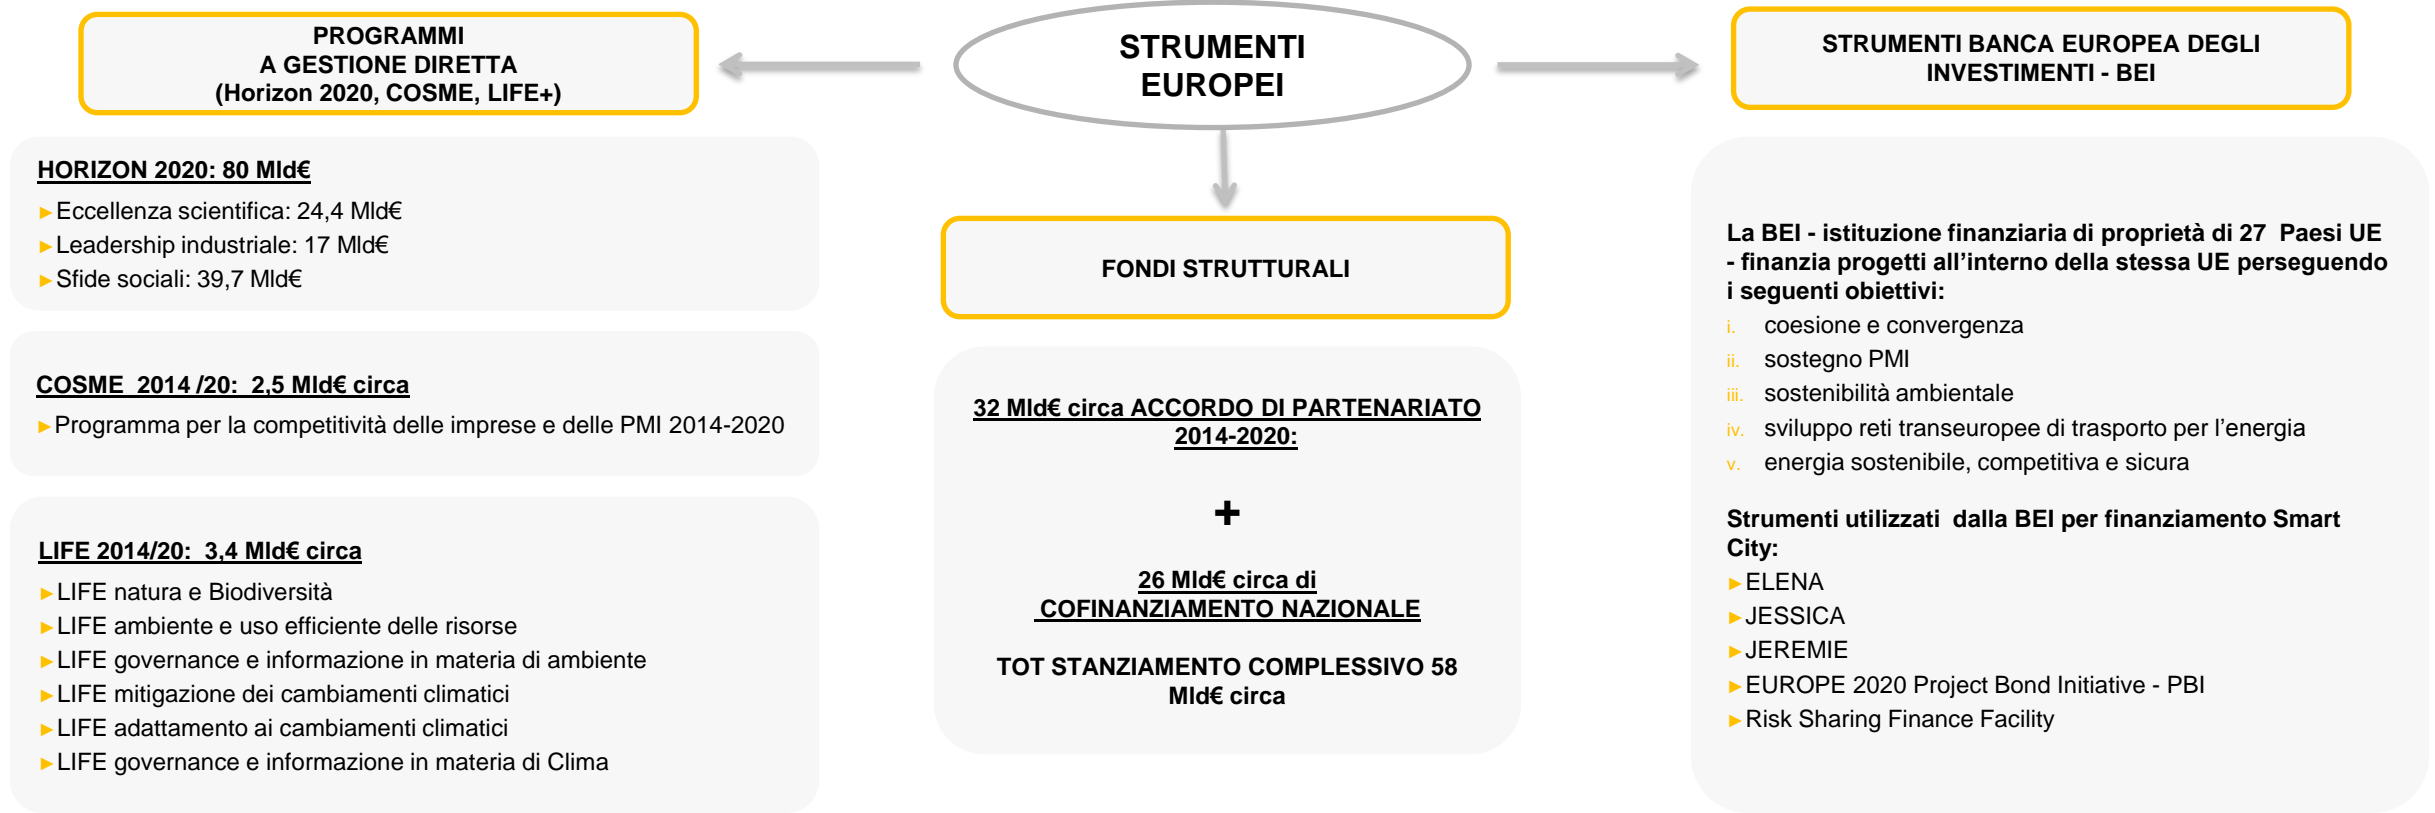 STRUMENTI
EUROPEI
PROGRAMMI
A GESTIONE DIRETTA
(Horizon 2020, COSME, LIFE+)
HORIZON 2020: 80 Mld€
►Eccellenza scientifica: 24,4 Mld€
►Leadership industriale: 17 Mld€
►Sfide sociali: 39,7 Mld€
COSME 2014 /20: 2,5 Mld€ circa
►Programma per la competitività delle imprese e delle PMI 2014-2020
LIFE 2014/20: 3,4 Mld€ circa
►LIFE natura e Biodiversità
►LIFE ambiente e uso efficiente delle risorse
►LIFE governance e informazione in materia di ambiente
►LIFE mitigazione dei cambiamenti climatici
►LIFE adattamento ai cambiamenti climatici
►LIFE governance e informazione in materia di Clima
FONDI STRUTTURALI
32 Mld€ circa ACCORDO DI PARTENARIATO
2014-2020:
+
26 Mld€ circa di
COFINANZIAMENTO NAZIONALE
TOT STANZIAMENTO COMPLESSIVO 58
Mld€ circa
STRUMENTI BANCA EUROPEA DEGLI
INVESTIMENTI - BEI
La BEI - istituzione finanziaria di proprietà di 27 Paesi UE
- finanzia progetti all’interno della stessa UE perseguendo
i seguenti obiettivi:
i. coesione e convergenza
ii. sostegno PMI
iii. sostenibilità ambientale
iv. sviluppo reti transeuropee di trasporto per l’energia
v. energia sostenibile, competitiva e sicura
Strumenti utilizzati dalla BEI per finanziamento Smart
City:
►ELENA
►JESSICA
►JEREMIE
►EUROPE 2020 Project Bond Initiative - PBI
►Risk Sharing Finance Facility